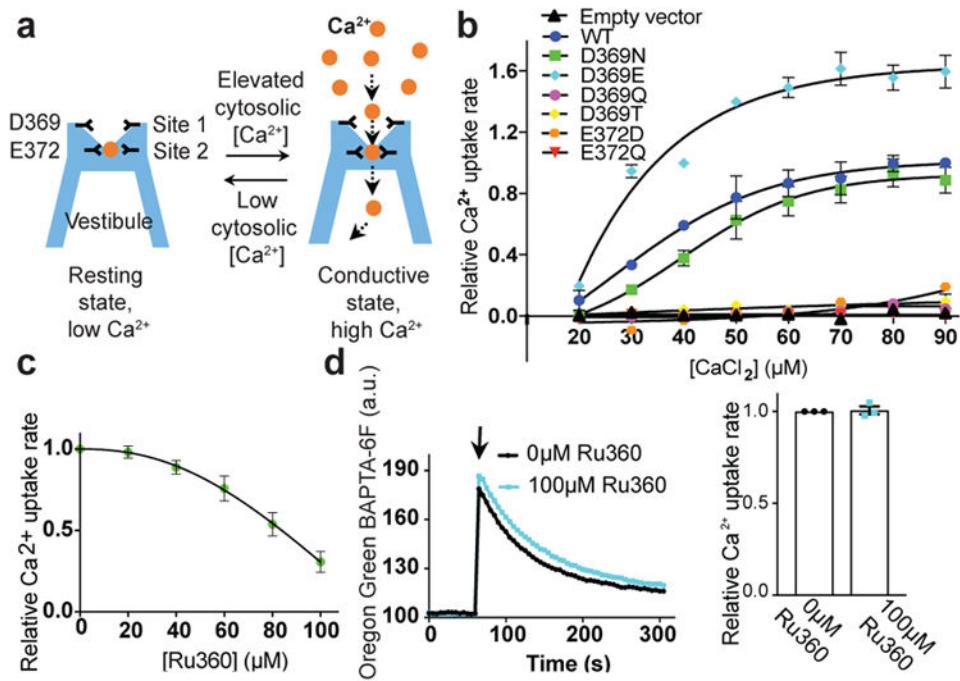 a
Ca²⁺
D369
E372
Site 1
Site 2
Vestibule
Elevated
cytosolic
[Ca²⁺]
Low
cytosolic
[Ca²⁺]
Resting
state,
low Ca²⁺
Conductive
state,
high Ca²⁺
b
Empty vector
WT
D369N
D369E
D369Q
D369T
E372D
E372Q
Relative Ca²⁺ uptake rate
1.6
1.2
0.8
0.4
0.0
20 30 40 50 60 70 80 90
[CaCl₂] (µM)
c
Relative Ca2+ uptake rate
1.0
0.5
0.0
0 20 40 60 80 100
[Ru360] (µM)
d
Oregon Green BAPTA-6F (a.u.)
190
160
130
100
0µM Ru360
100µM Ru360
0 100 200 300
Time (s)
Relative Ca²⁺ uptake rate
1.0
0.5
0.0
0µM
Ru360
100µM
Ru360